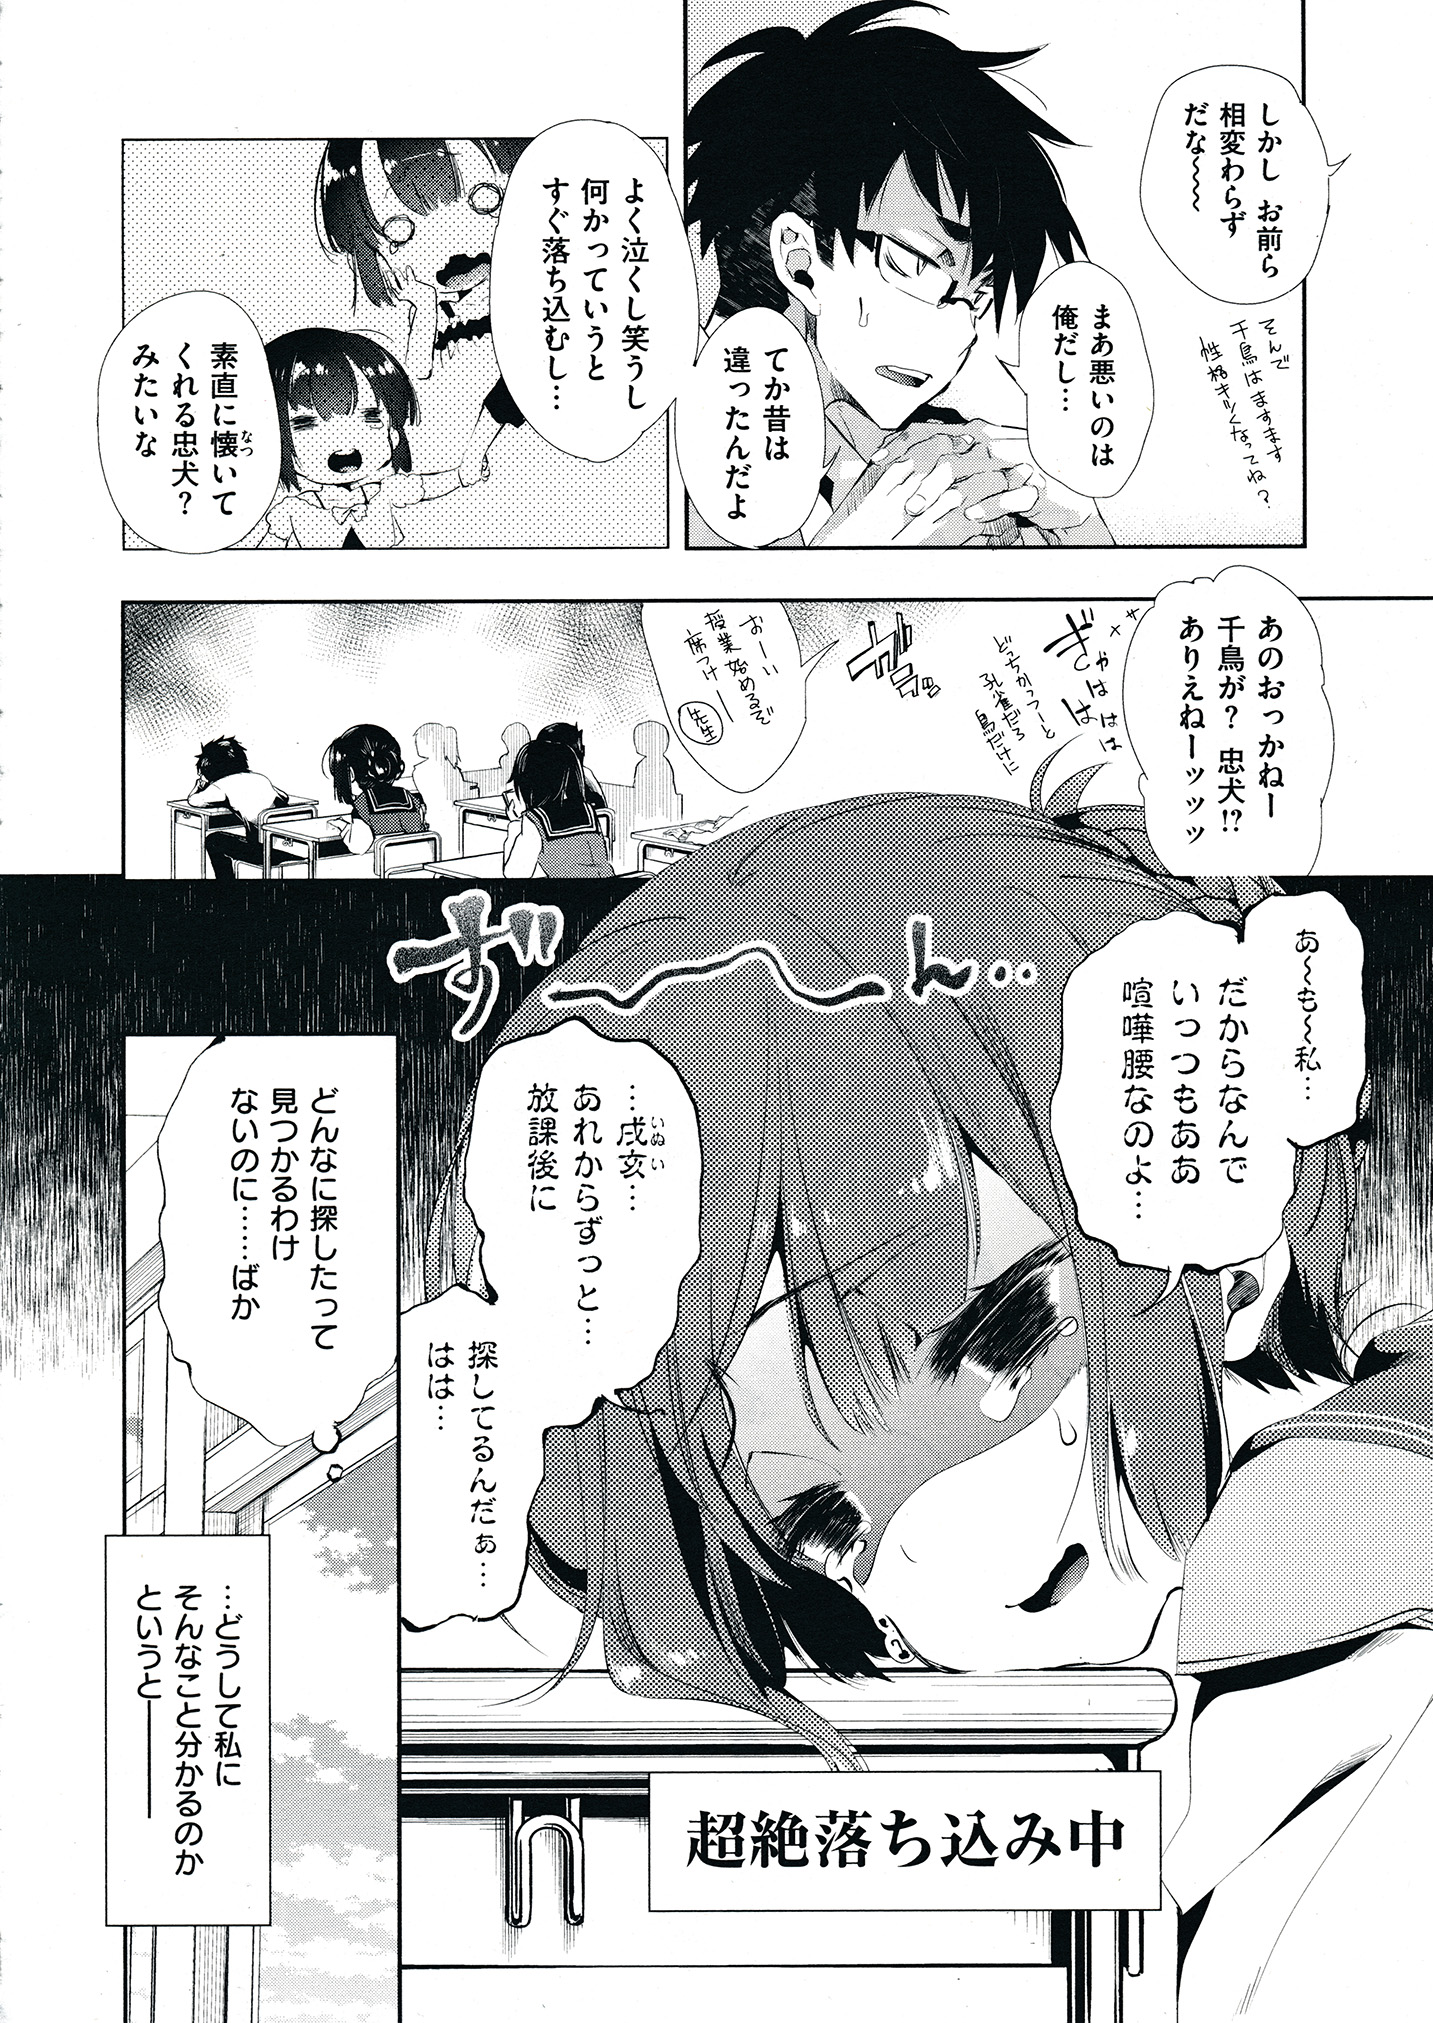 しかし お前ら
相変わらず
だな〜〜〜
そんで
千鳥はますます
性格キツくなってね？
まあ悪いのは
俺だし…
てか昔は
違ったんだよ
よく泣くし笑うし
何かっていうと
すぐ落ち込むし…
素直に懐いて
なつ
くれる忠犬？
みたいな
あのおっかねー
千鳥が？ 忠犬!?
ありえねーッッッ
ぎゃははは
は
どっちかっつーと
孔雀だろ
鳥だけに
おーい
授業始めるぞ
席つけー
先生
ず〜〜ん‥
あ〜も〜私…
だからなんで
いっつもああ
喧嘩腰なのよ…
…戌亥…
いぬい
あれからずっと…
放課後に
探してるんだぁ…
はは…
どんなに探したって
見つかるわけ
ないのに……ばか
超絶落ち込み中
…どうして私に
そんなこと分かるのか
というと――